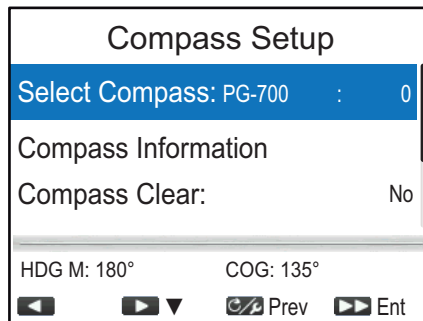 Compass Setup
Select Compass: PG-700 : 0
Compass Information
Compass Clear: No
HDG M: 180° COG: 135°
◀ ▶ ▼ Prev ▶▶ Ent